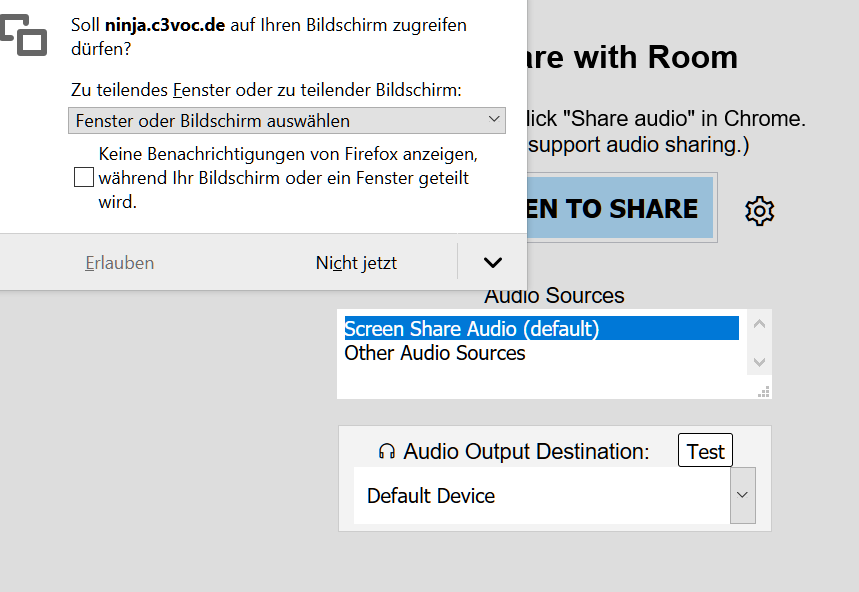 Soll ninja.c3voc.de auf Ihren Bildschirm zugreifen
dürfen?
Zu teilendes Fenster oder zu teilender Bildschirm:
Fenster oder Bildschirm auswählen
Keine Benachrichtigungen von Firefox anzeigen,
während Ihr Bildschirm oder ein Fenster geteilt
wird.
Erlauben
Nicht jetzt
with Room
"Share audio" in Chrome.
support audio sharing.)
TO SHARE
Audio Sources
Screen Share Audio (default)
Other Audio Sources
Audio Output Destination:
Test
Default Device